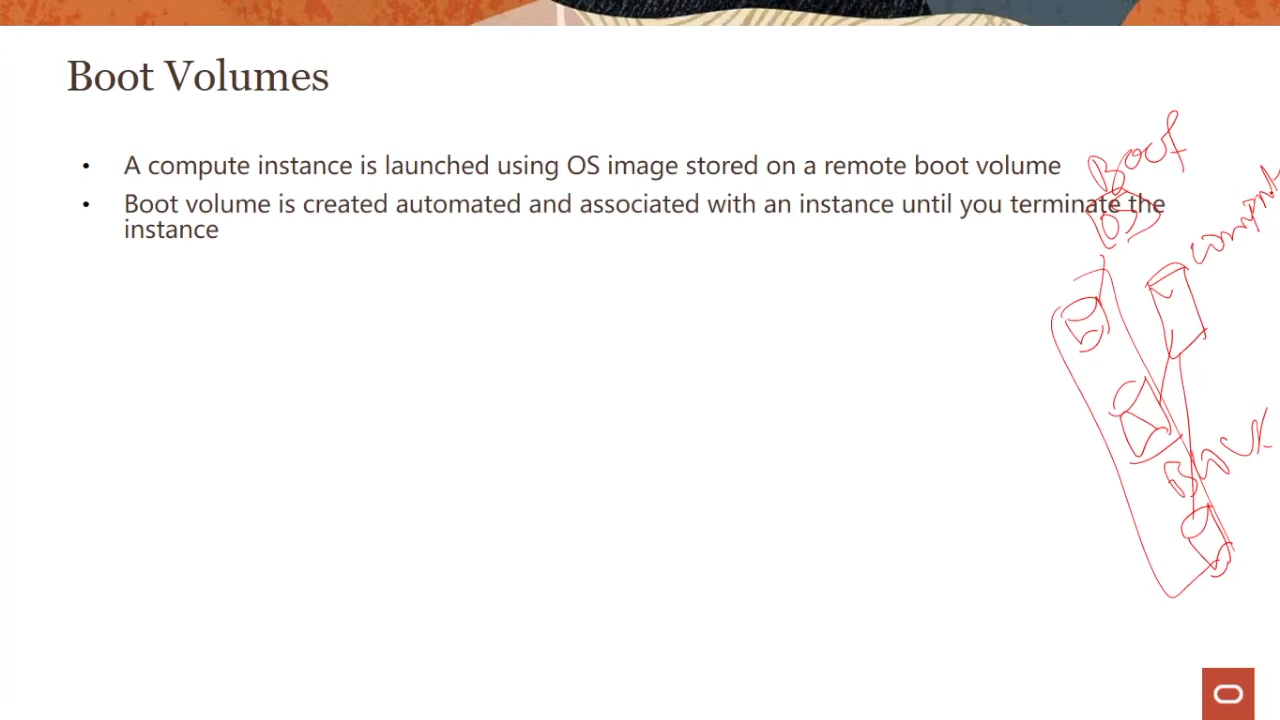 Boot Volumes
• A compute instance is launched using OS image stored on a remote boot volume
• Boot volume is created automated and associated with an instance until you terminate the
instance
Boot
OS